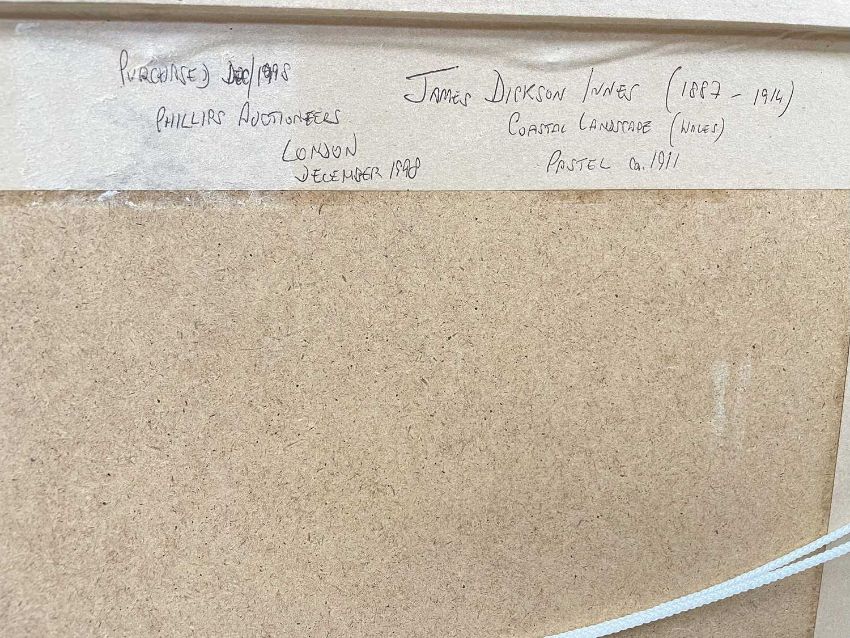 PURCHASED DEC/1998
PHILLIPS AUCTIONEERS
LONDON
DECEMBER 1998
JAMES DICKSON INNES (1887 - 1914)
COASTAL LANDSCAPE (WALES)
PASTEL ca. 1911